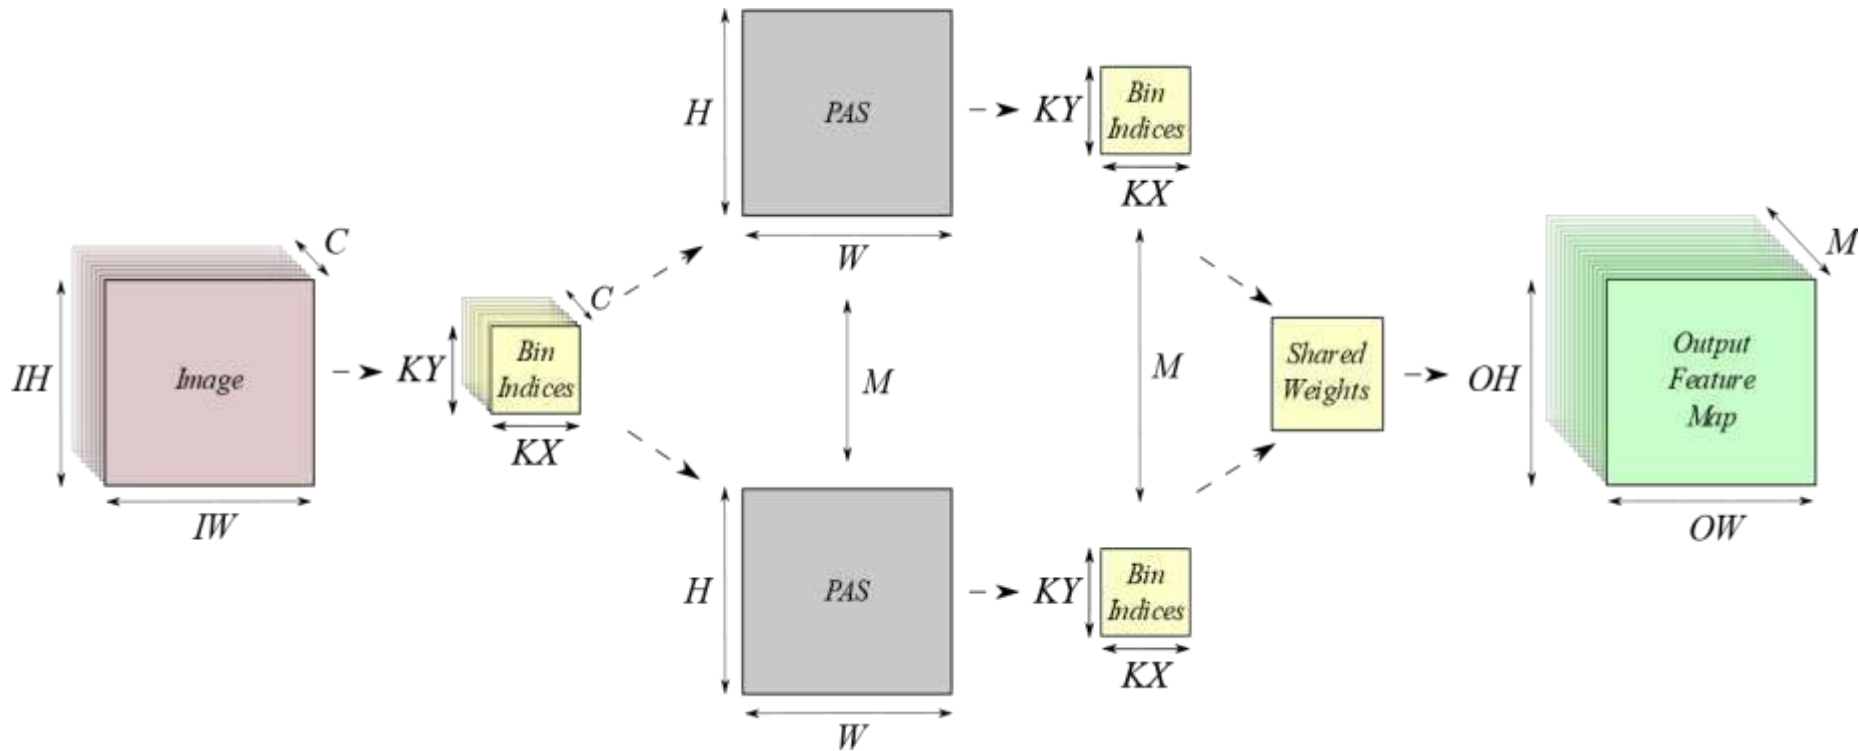 H
PAS
W
KY
Bin
Indices
KX
C
IH
Image
IW
C
KY
Bin
Indices
KX
M
M
Shared
Weights
M
OH
Output
Feature
Map
OW
H
PAS
W
KY
Bin
Indices
KX